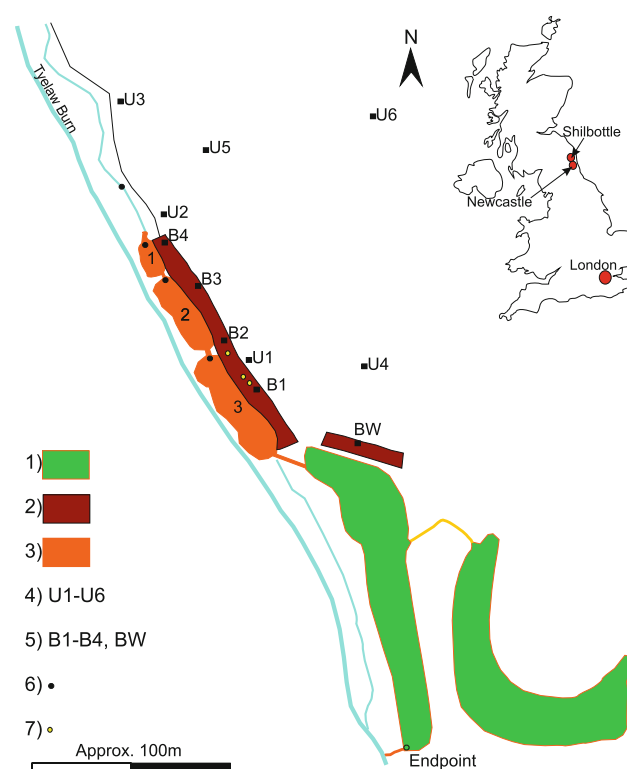 N
U3
U6
Tyelaw Burn
U5
Shilbottle
Newcastle
U2
B4
1
London
B3
2
B2
U1
U4
B1
3
BW
1)
2)
3)
4) U1-U6
5) B1-B4, BW
6)
7)
Approx. 100m
Endpoint